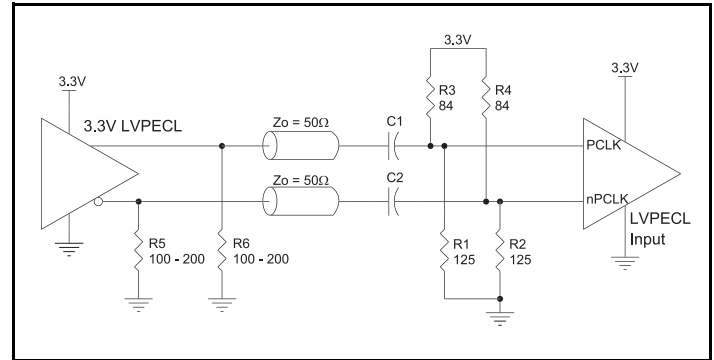 3.3V
3.3V
3.3V
3.3V LVPECL
R3
84
R4
84
Zo = 50Ω
C1
PCLK
Zo = 50Ω
C2
nPCLK
LVPECL
Input
R5
100 - 200
R6
100 - 200
R1
125
R2
125